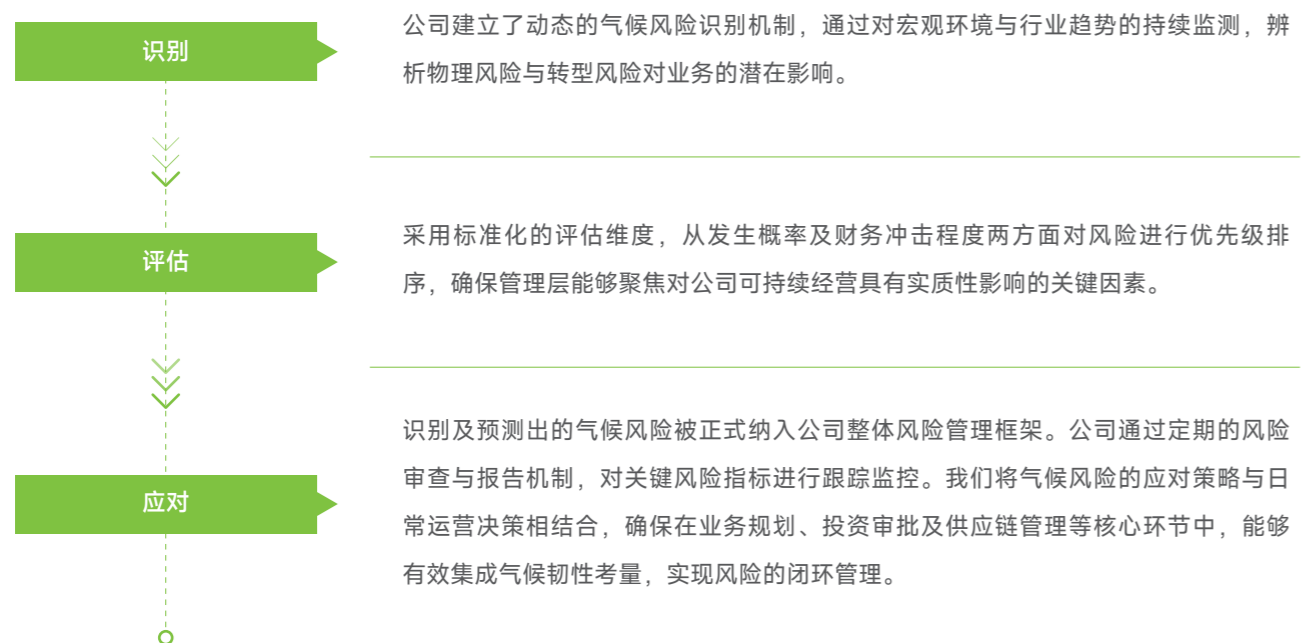 识别
公司建立了动态的气候风险识别机制，通过对宏观环境与行业趋势的持续监测，辨
析物理风险与转型风险对业务的潜在影响。
评估
采用标准化的评估维度，从发生概率及财务冲击程度两方面对风险进行优先级排
序，确保管理层能够聚焦对公司可持续经营具有实质性影响的关键因素。
应对
识别及预测出的气候风险被正式纳入公司整体风险管理框架。公司通过定期的风险
审查与报告机制，对关键风险指标进行跟踪监控。我们将气候风险的应对策略与日
常运营决策相结合，确保在业务规划、投资审批及供应链管理等核心环节中，能够
有效集成气候韧性考量，实现风险的闭环管理。